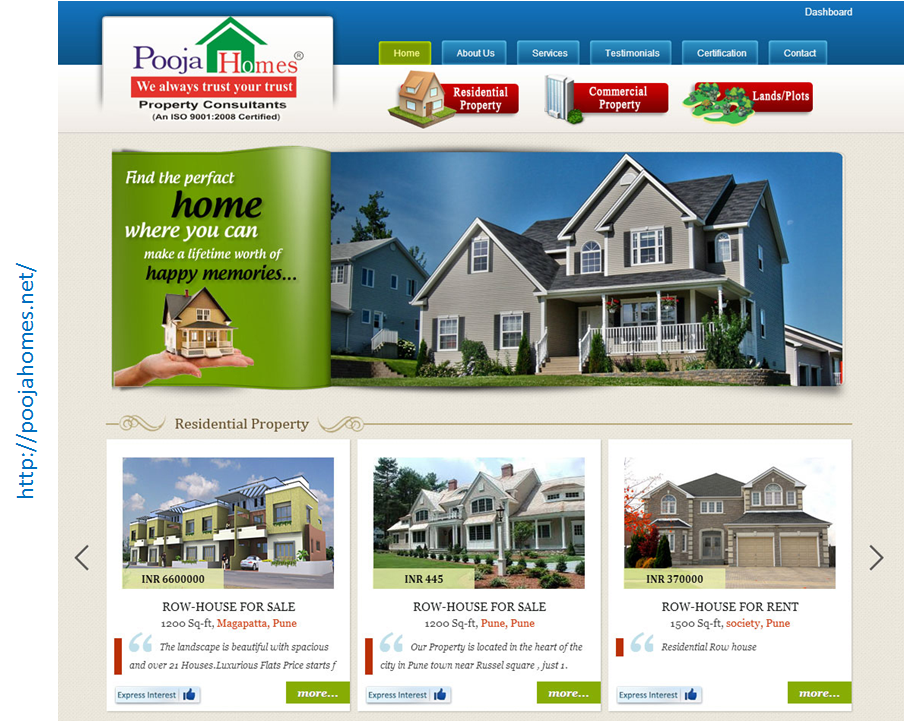 Dashboard
Pooja Homes®
We always trust your trust
Property Consultants
(An ISO 9001:2008 Certified)
Home
About Us
Services
Testimonials
Certification
Contact
Residential
Property
Commercial
Property
Lands/Plots
Find the perfect
home
where you can
make a lifetime worth of
happy memories...
http://poojahomes.net/
Residential Property
INR 6600000
ROW-HOUSE FOR SALE
1200 Sq-ft, Magapatta, Pune
The landscape is beautiful with spacious
and over 21 Houses.Luxurious Flats Price starts f
Express Interest
more...
INR 445
ROW-HOUSE FOR SALE
1200 Sq-ft, Pune, Pune
Our Property is located in the heart of the
city in Pune town near Russel square , just 1.
Express Interest
more...
INR 370000
ROW-HOUSE FOR RENT
1500 Sq-ft, society, Pune
Residential Row house
Express Interest
more...